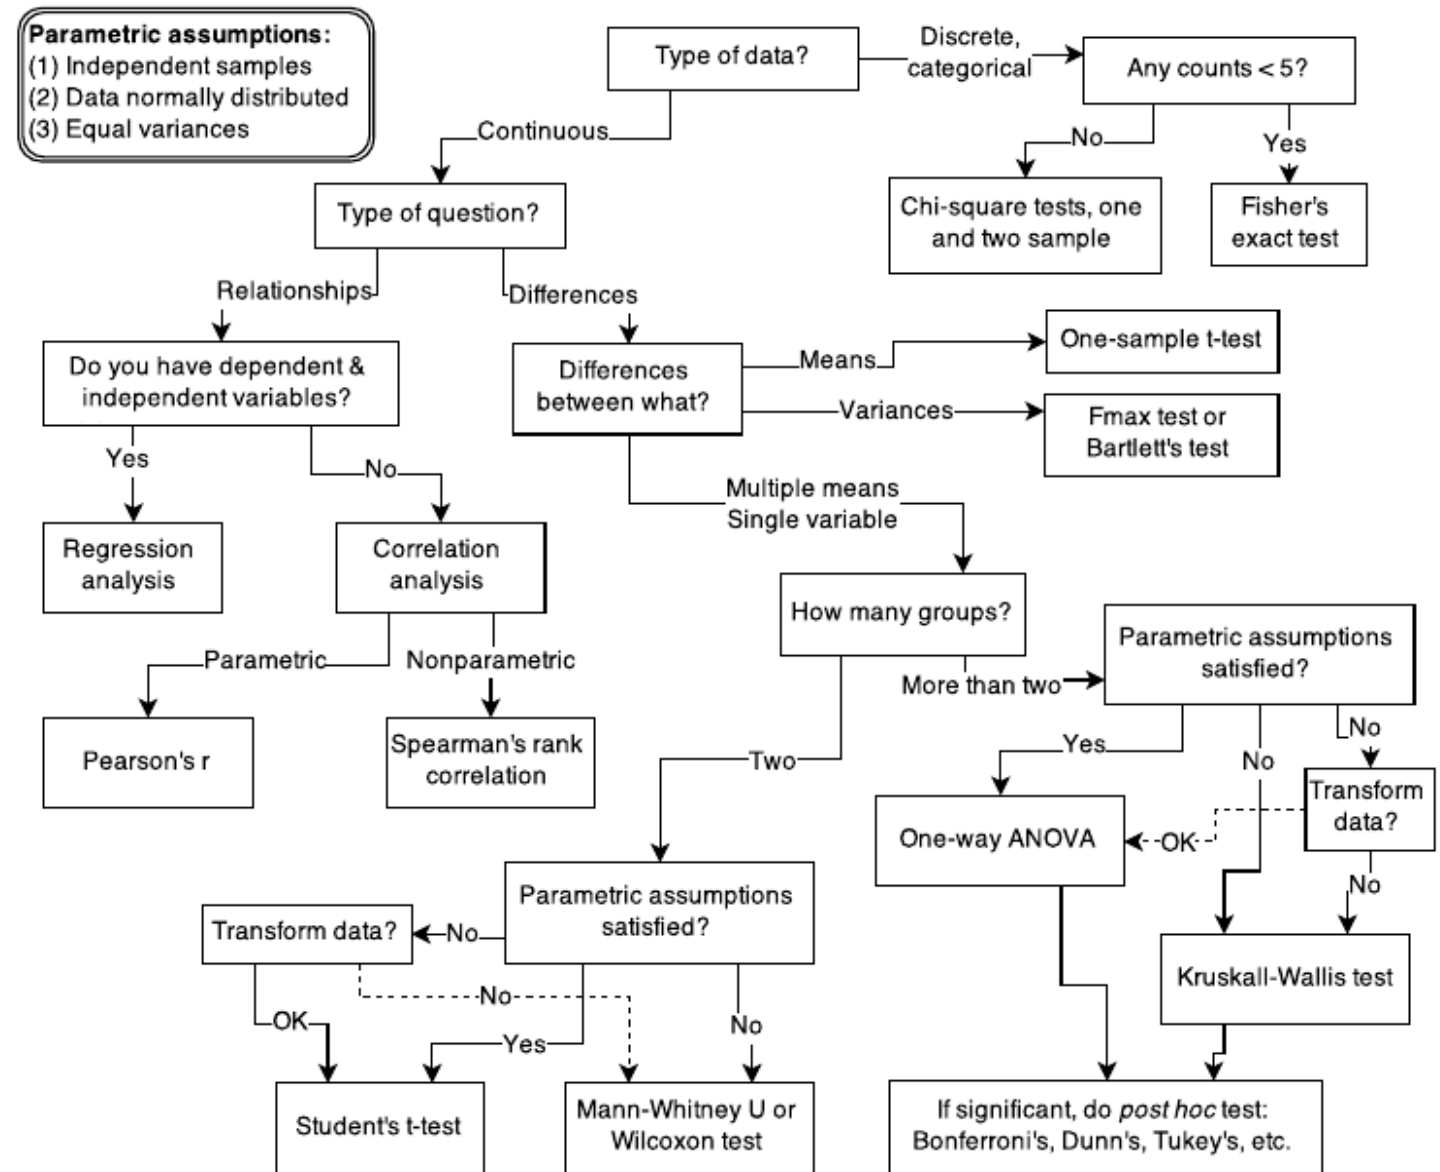 Parametric assumptions:
(1) Independent samples
(2) Data normally distributed
(3) Equal variances
Type of data?
Discrete,
categorical
Any counts < 5?
Continuous
No
Yes
Type of question?
Chi-square tests, one
and two sample
Fisher's
exact test
Relationships
Differences
Do you have dependent &
independent variables?
Differences
between what?
Means
One-sample t-test
Variances
Fmax test or
Bartlett's test
Yes
No
Multiple means
Single variable
Regression
analysis
Correlation
analysis
How many groups?
Parametric assumptions
satisfied?
Parametric
Nonparametric
More than two
Pearson's r
Spearman's rank
correlation
Two
Yes
No
No
Transform
data?
One-way ANOVA
OK
No
Parametric assumptions
satisfied?
Transform data?
No
Kruskall-Wallis test
OK
No
Yes
No
Student's t-test
Mann-Whitney U or
Wilcoxon test
If significant, do post hoc test:
Bonferroni's, Dunn's, Tukey's, etc.